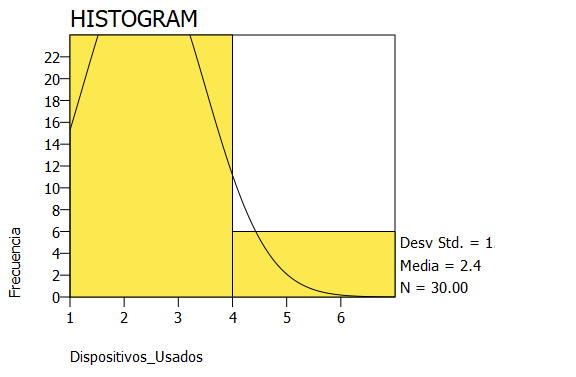 HISTOGRAM
22
20
18
16
14
12
10
8
6
4
2
0
Frecuencia
1 2 3 4 5 6
Dispositivos_Usados
Desv Std. = 1.
Media = 2.4
N = 30.00